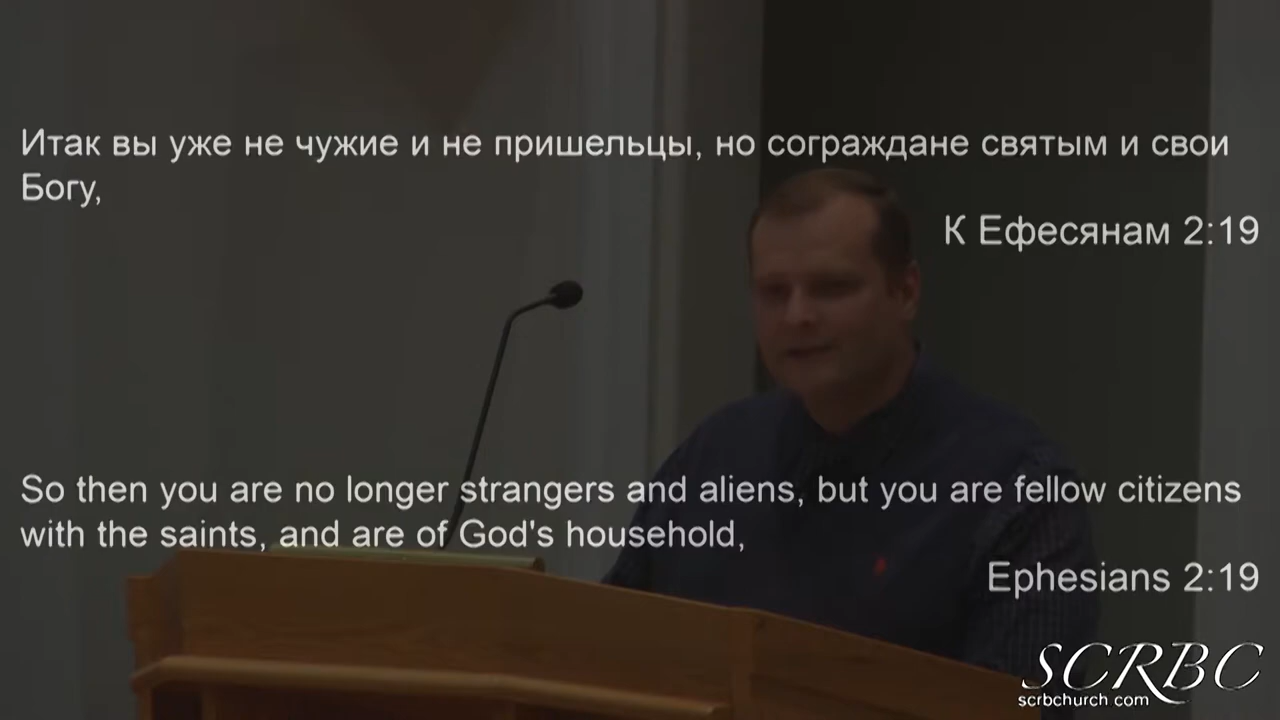 Итак вы уже не чужие и не пришельцы, но сограждане святым и свои
Богу,
К Ефесянам 2:19
So then you are no longer strangers and aliens, but you are fellow citizens
with the saints, and are of God's household,
Ephesians 2:19
SCRBC
scrbchurch.com